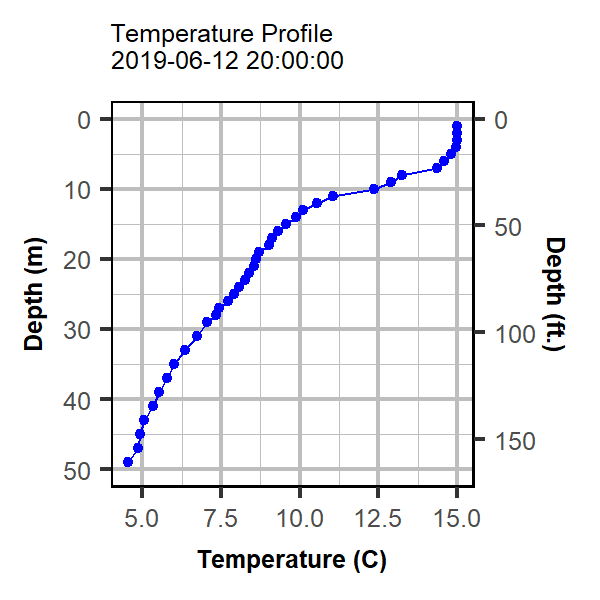 Temperature Profile
2019-06-12 20:00:00
0
10
20
30
40
50
Depth (m)
0
50
100
150
Depth (ft.)
5.0 7.5 10.0 12.5 15.0
Temperature (C)